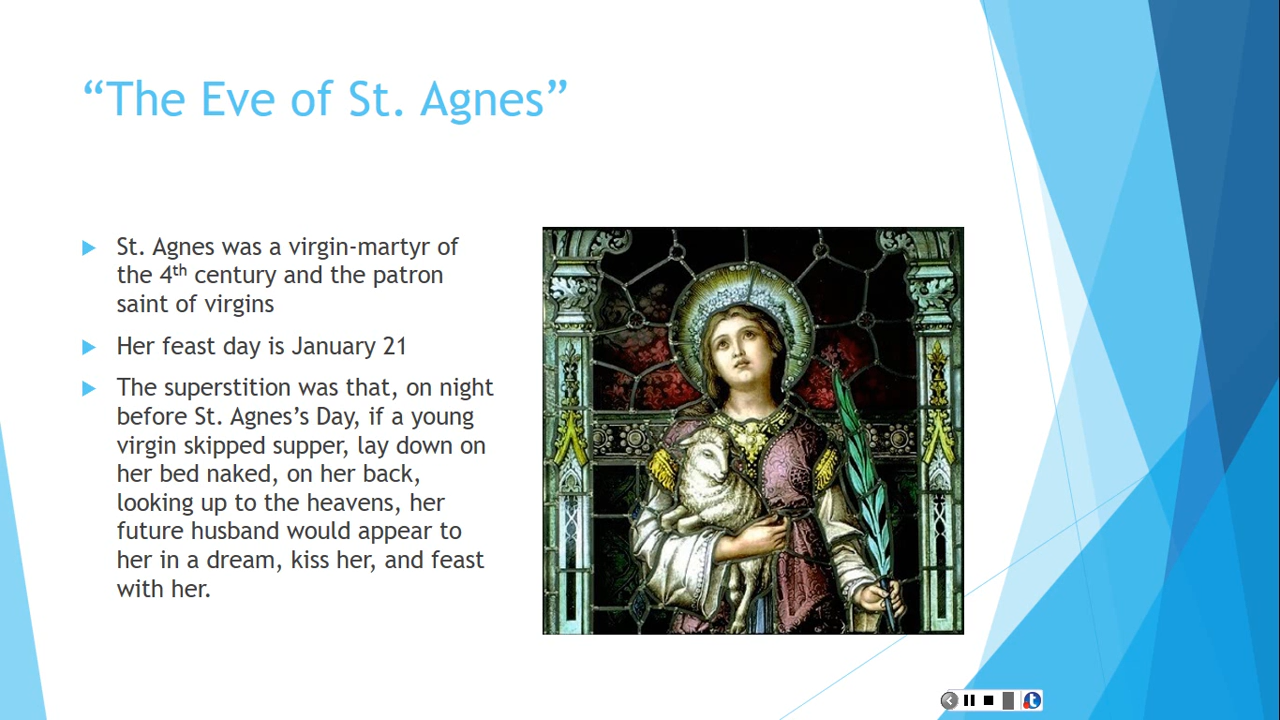 “The Eve of St. Agnes”
St. Agnes was a virgin-martyr of
the 4th century and the patron
saint of virgins
Her feast day is January 21
The superstition was that, on night
before St. Agnes’s Day, if a young
virgin skipped supper, lay down on
her bed naked, on her back,
looking up to the heavens, her
future husband would appear to
her in a dream, kiss her, and feast
with her.
t